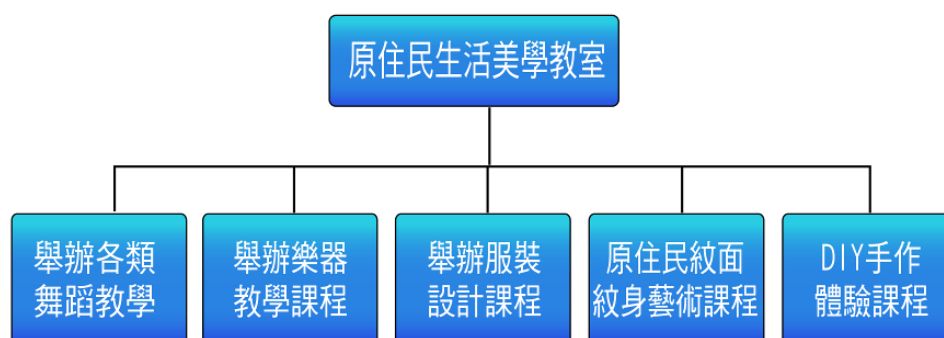 原住民生活美學教室
舉辦各類
舞蹈教學
舉辦樂器
教學課程
舉辦服裝
設計課程
原住民紋面
紋身藝術課程
DIY手作
體驗課程